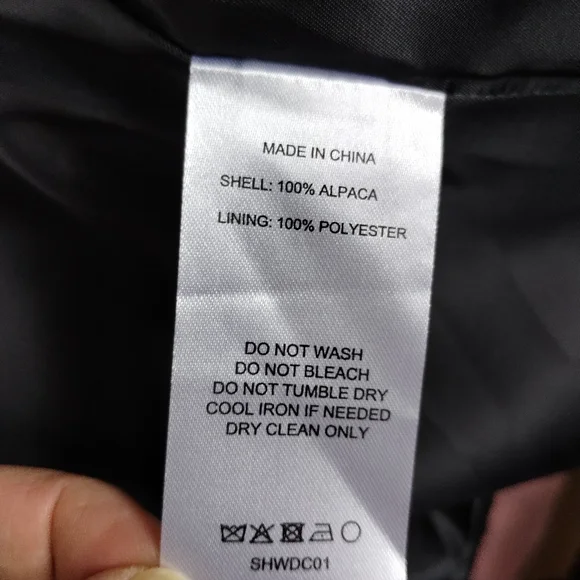 MADE IN CHINA
SHELL: 100% ALPACA
LINING: 100% POLYESTER
DO NOT WASH
DO NOT BLEACH
DO NOT TUMBLE DRY
COOL IRON IF NEEDED
DRY CLEAN ONLY
SHWDC01